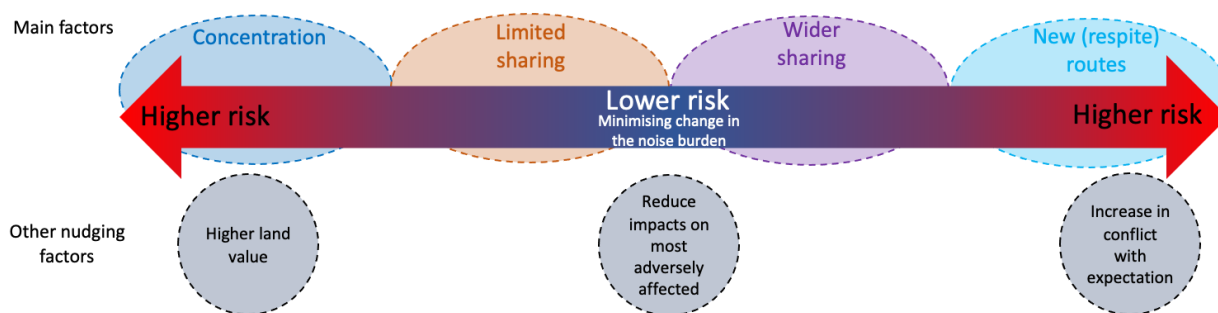 Main factors
Concentration
Limited
sharing
Wider
sharing
New (respite)
routes
Higher risk
Lower risk
Minimising change in
the noise burden
Higher risk
Other nudging
factors
Higher land
value
Reduce
impacts on
most
adversely
affected
Increase in
conflict
with
expectation